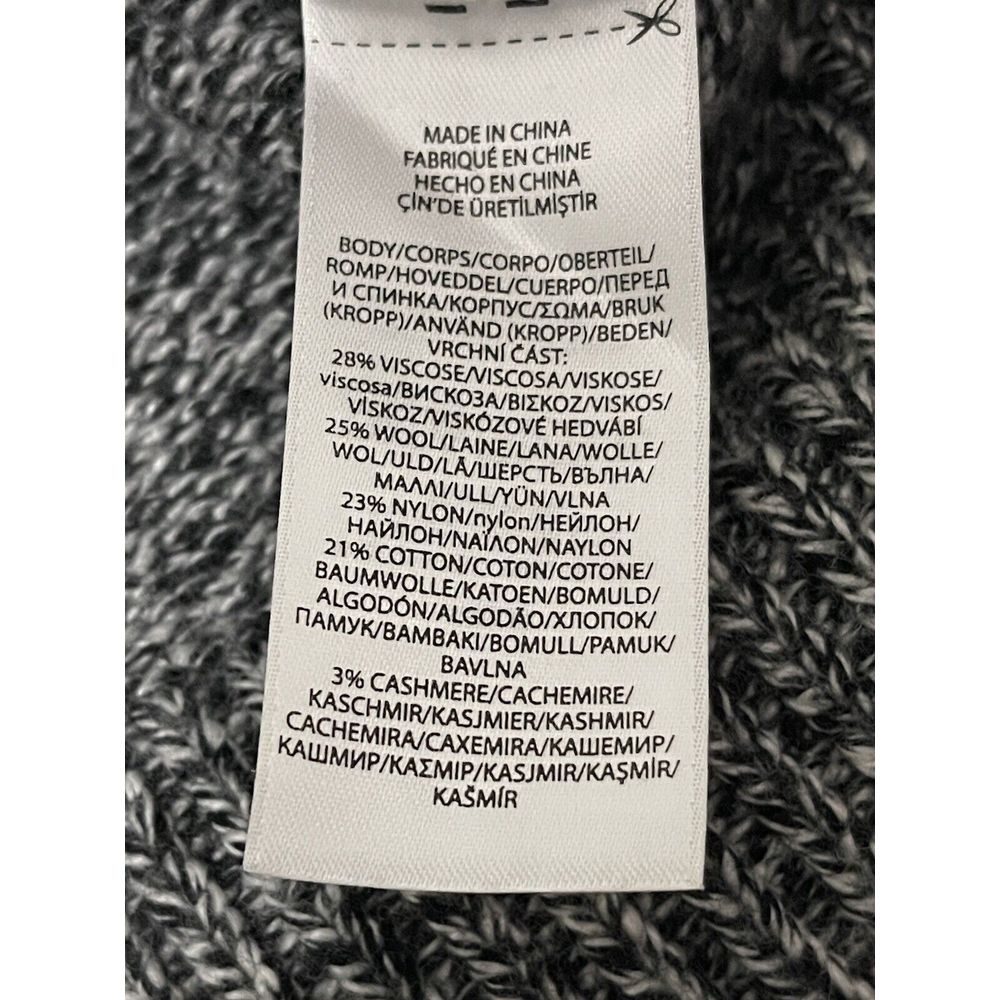 MADE IN CHINA
FABRIQUÉ EN CHINE
HECHO EN CHINA
ÇİN'DE ÜRETİLMİŞTİR
BODY/CORPS/CORPO/OBERTEIL/
ROMP/HOVEDDEL/CUERPO/ПЕРЕД
И СПИНКА/КОРПУС/ΣΩΜΑ/BRUK
(KROPP)/ANVÄND (KROPP)/BEDEN/
VRCHNÍ ČÁST:
28% VISCOSE/VISCOSA/VISKOSE/
viscosa/ВИСКОЗА/ΒΙΣΚΟΖ/VISKOS/
VİSKOZ/VISKÓZOVÉ HEDVÁBÍ
25% WOOL/LAINE/LANA/WOLLE/
WOL/ULD/LÃ/ШЕРСТЬ/ВЪЛНА/
ΜΑΛΛΙ/ULL/YÜN/VLNA
23% NYLON/nylon/НЕЙЛОН/
НАЙЛОН/ΝΑΪΛΟΝ/NAYLON
21% COTTON/COTON/COTONE/
BAUMWOLLE/KATOEN/BOMULD/
ALGODÓN/ALGODÃO/ХЛОПОК/
ПАМУК/ΒΑΜΒΑΚΙ/BOMULL/PAMUK/
BAVLNA
3% CASHMERE/CACHEMIRE/
KASCHMIR/KASJMIER/KASHMIR/
CACHEMIRA/CAXEMIRA/КАШЕМИР/
КАШМИР/ΚΑΣΜΙΡ/KASJMIR/KAŞMİR/
KAŠMÍR